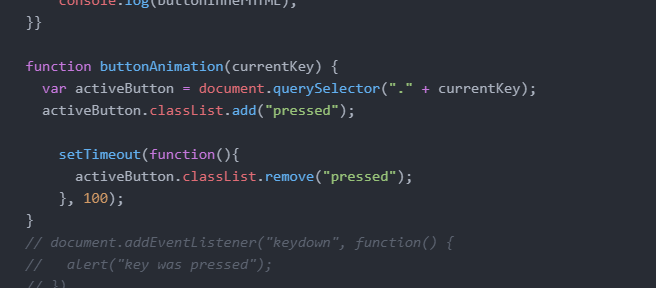 console.log(buttonInnerHTML);
}}
function buttonAnimation(currentKey) {
var activeButton = document.querySelector("." + currentKey);
activeButton.classList.add("pressed");
setTimeout(function(){
activeButton.classList.remove("pressed");
}, 100);
}
// document.addEventListener("keydown", function() {
//   alert("key was pressed");
// })